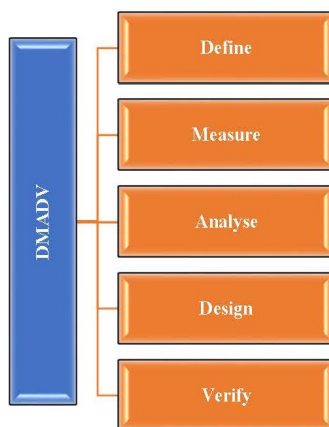 DMADV
Define
Measure
Analyse
Design
Verify